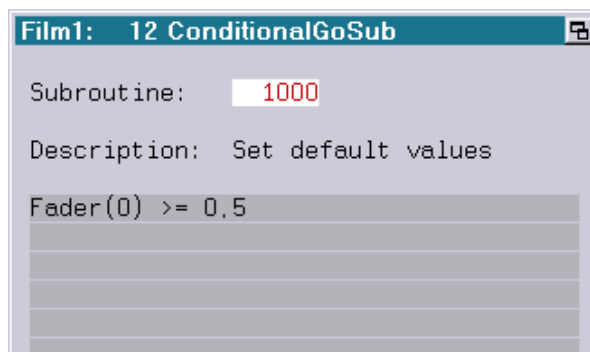 Film1: 12 ConditionalGoSub
Subroutine: 1000
Description: Set default values
Fader(0) >= 0.5